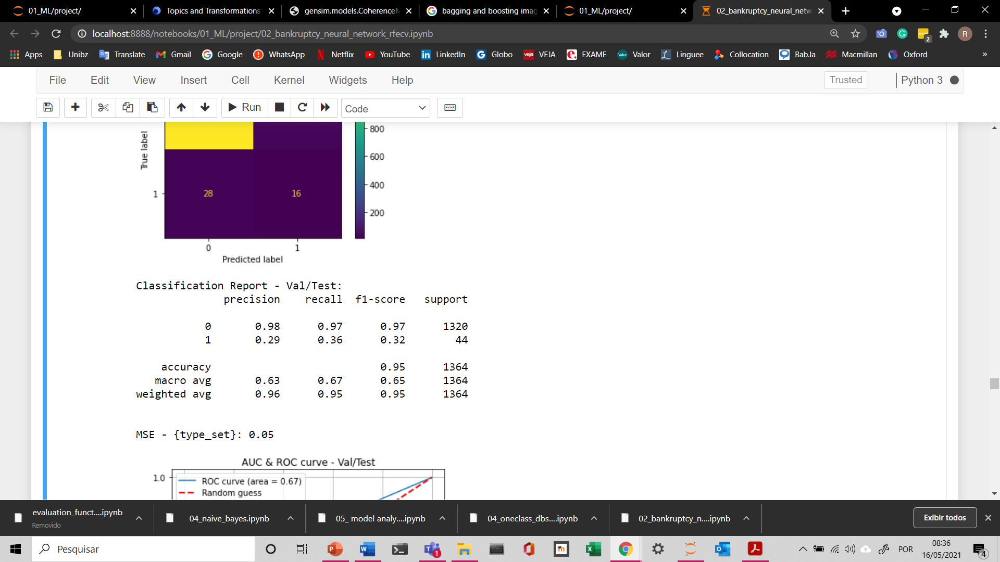 01_ML/project/
Topics and Transformations
gensim.models.CoherenceM
bagging and boosting imag
01_ML/project/
02_bankruptcy_neural_netw
localhost:8888/notebooks/01_ML/project/02_bankruptcy_neural_network_rfecv.ipynb
R
2
Apps Unibz Translate Gmail Google WhatsApp Netflix YouTube LinkedIn Globo VEJA EXAME Valor Linguee Collocation Bab.la Macmillan Oxford »
File Edit View Insert Cell Kernel Widgets Help
Trusted
Python 3
Run
Code
True label
800
600
400
200
1
28 16
0 1
Predicted label
Classification Report - Val/Test:
precision recall f1-score support
0 0.98 0.97 0.97 1320
1 0.29 0.36 0.32 44
accuracy 0.95 1364
macro avg 0.63 0.67 0.65 1364
weighted avg 0.96 0.95 0.95 1364
MSE - {type_set}: 0.05
AUC & ROC curve - Val/Test
1.0
ROC curve (area = 0.67)
Random guess
evaluation_funct....ipynb
Removido
04_naive_bayes.ipynb
05_ model analy....ipynb
04_oneclass_dbs....ipynb
02_bankruptcy_n....ipynb
Exibir todos
Pesquisar
POR
08:36
16/05/2021
4